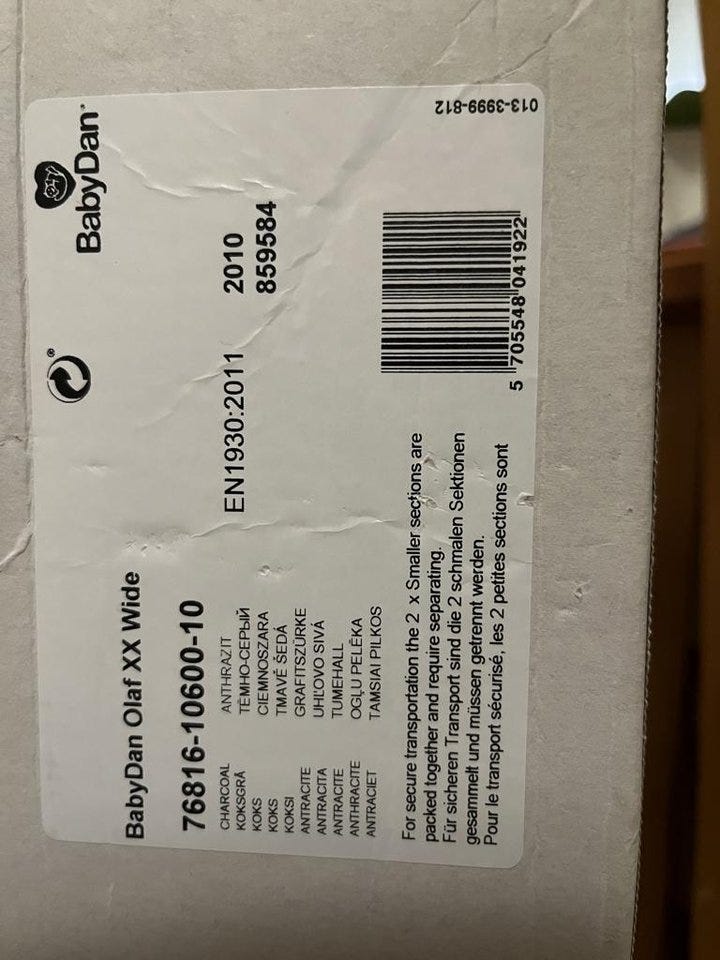 BabyDan
BabyDan Olaf XX Wide
76816-10600-10
EN1930:2011
2010
859584
CHARCOAL
KOKSGRÅ
KOKS
KOKS
KOKSI
ANTRACITE
ANTRACITA
ANTRACITE
ANTHRACITE
ANTRACIET
ANTHRAZIT
ТЕМНО-СЕРЫЙ
CIEMNOSZARA
TMAVĚ ŠEDÁ
GRAFITSZÜRKE
UHĽOVO SIVÁ
TUMEHALL
OGĻU PELĒKA
TAMSIAI PILKOS
For secure transportation the 2 x Smaller sections are
packed together and require separating.
Für sicheren Transport sind die 2 schmalen Sektionen
gesammelt und müssen getrennt werden.
Pour le transport sécurisé, les 2 petites sections sont
5 705548 041922
013-3999-812